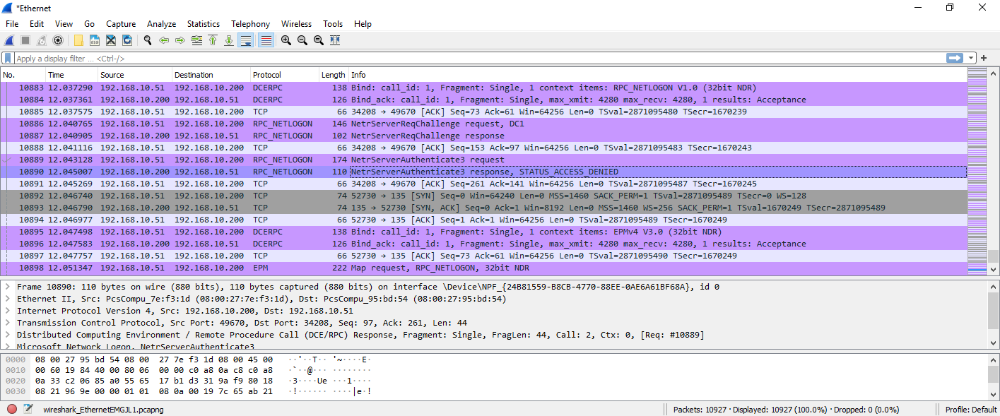 *Ethernet
File Edit View Go Capture Analyze Statistics Telephony Wireless Tools Help
Apply a display filter ... <Ctrl-/>
No. Time Source Destination Protocol Length Info
10883 12.037290 192.168.10.51 192.168.10.200 DCERPC 138 Bind: call_id: 1, Fragment: Single, 1 context items: RPC_NETLOGON V1.0 (32bit NDR)
10884 12.037361 192.168.10.200 192.168.10.51 DCERPC 126 Bind_ack: call_id: 1, Fragment: Single, max_xmit: 4280 max_recv: 4280, 1 results: Acceptance
10885 12.037575 192.168.10.51 192.168.10.200 TCP 66 34208 → 49670 [ACK] Seq=73 Ack=61 Win=64256 Len=0 TSval=2871095480 TSecr=1670239
10886 12.040765 192.168.10.51 192.168.10.200 RPC_NETLOGON 146 NetrServerReqChallenge request, DC1
10887 12.040905 192.168.10.200 192.168.10.51 RPC_NETLOGON 102 NetrServerReqChallenge response
10888 12.041116 192.168.10.51 192.168.10.200 TCP 66 34208 → 49670 [ACK] Seq=153 Ack=97 Win=64256 Len=0 TSval=2871095483 TSecr=1670243
10889 12.043128 192.168.10.51 192.168.10.200 RPC_NETLOGON 174 NetrServerAuthenticate3 request
10890 12.045007 192.168.10.200 192.168.10.51 RPC_NETLOGON 110 NetrServerAuthenticate3 response, STATUS_ACCESS_DENIED
10891 12.045269 192.168.10.51 192.168.10.200 TCP 66 34208 → 49670 [ACK] Seq=261 Ack=141 Win=64256 Len=0 TSval=2871095487 TSecr=1670245
10892 12.046740 192.168.10.51 192.168.10.200 TCP 74 52730 → 135 [SYN] Seq=0 Win=64240 Len=0 MSS=1460 SACK_PERM=1 TSval=2871095489 TSecr=0 WS=128
10893 12.046790 192.168.10.200 192.168.10.51 TCP 74 135 → 52730 [SYN, ACK] Seq=0 Ack=1 Win=8192 Len=0 MSS=1460 WS=256 SACK_PERM=1 TSval=1670249 TSecr=2871095489
10894 12.046977 192.168.10.51 192.168.10.200 TCP 66 52730 → 135 [ACK] Seq=1 Ack=1 Win=64256 Len=0 TSval=2871095489 TSecr=1670249
10895 12.047498 192.168.10.51 192.168.10.200 DCERPC 138 Bind: call_id: 1, Fragment: Single, 1 context items: EPMv4 V3.0 (32bit NDR)
10896 12.047583 192.168.10.200 192.168.10.51 DCERPC 126 Bind_ack: call_id: 1, Fragment: Single, max_xmit: 4280 max_recv: 4280, 1 results: Acceptance
10897 12.047757 192.168.10.51 192.168.10.200 TCP 66 52730 → 135 [ACK] Seq=73 Ack=61 Win=64256 Len=0 TSval=2871095490 TSecr=1670249
10898 12.051347 192.168.10.51 192.168.10.200 EPM 222 Map request, RPC_NETLOGON, 32bit NDR
Frame 10890: 110 bytes on wire (880 bits), 110 bytes captured (880 bits) on interface \Device\NPF_{24B81559-B8CB-4770-88EE-0AE6A61BF68A}, id 0
Ethernet II, Src: PcsCompu_7e:f3:1d (08:00:27:7e:f3:1d), Dst: PcsCompu_95:bd:54 (08:00:27:95:bd:54)
Internet Protocol Version 4, Src: 192.168.10.200, Dst: 192.168.10.51
Transmission Control Protocol, Src Port: 49670, Dst Port: 34208, Seq: 97, Ack: 261, Len: 44
Distributed Computing Environment / Remote Procedure Call (DCE/RPC) Response, Fragment: Single, FragLen: 44, Call: 2, Ctx: 0, [Req: #10889]
Microsoft Network Logon, NetrServerAuthenticate3
0000 08 00 27 95 bd 54 08 00 27 7e f3 1d 08 00 45 00 ··'··T·· '~····E·
0010 00 60 19 84 40 00 80 06 00 00 c0 a8 0a c8 c0 a8 ·`··@··· ········
0020 0a 33 c2 06 85 a0 55 65 17 b1 d3 31 9a f9 80 18 ·3····Ue ···1····
0030 08 21 96 9e 00 00 01 01 08 0a 00 19 7c 65 ab 21 ·!······ ····|e·!
wireshark_EthernetEMGJL1.pcapng Packets: 10927 · Displayed: 10927 (100.0%) · Dropped: 0 (0.0%) Profile: Default